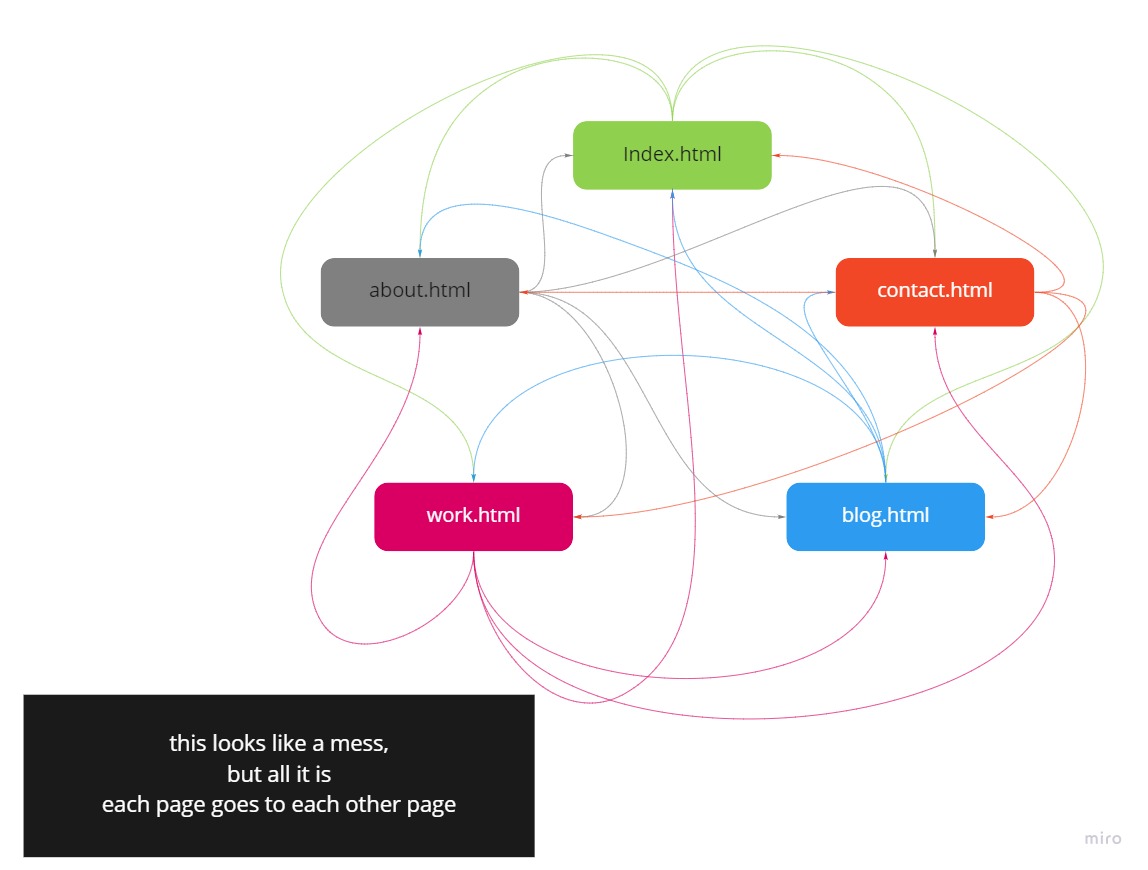 Index.html
about.html
contact.html
work.html
blog.html
this looks like a mess,
but all it is
each page goes to each other page
miro